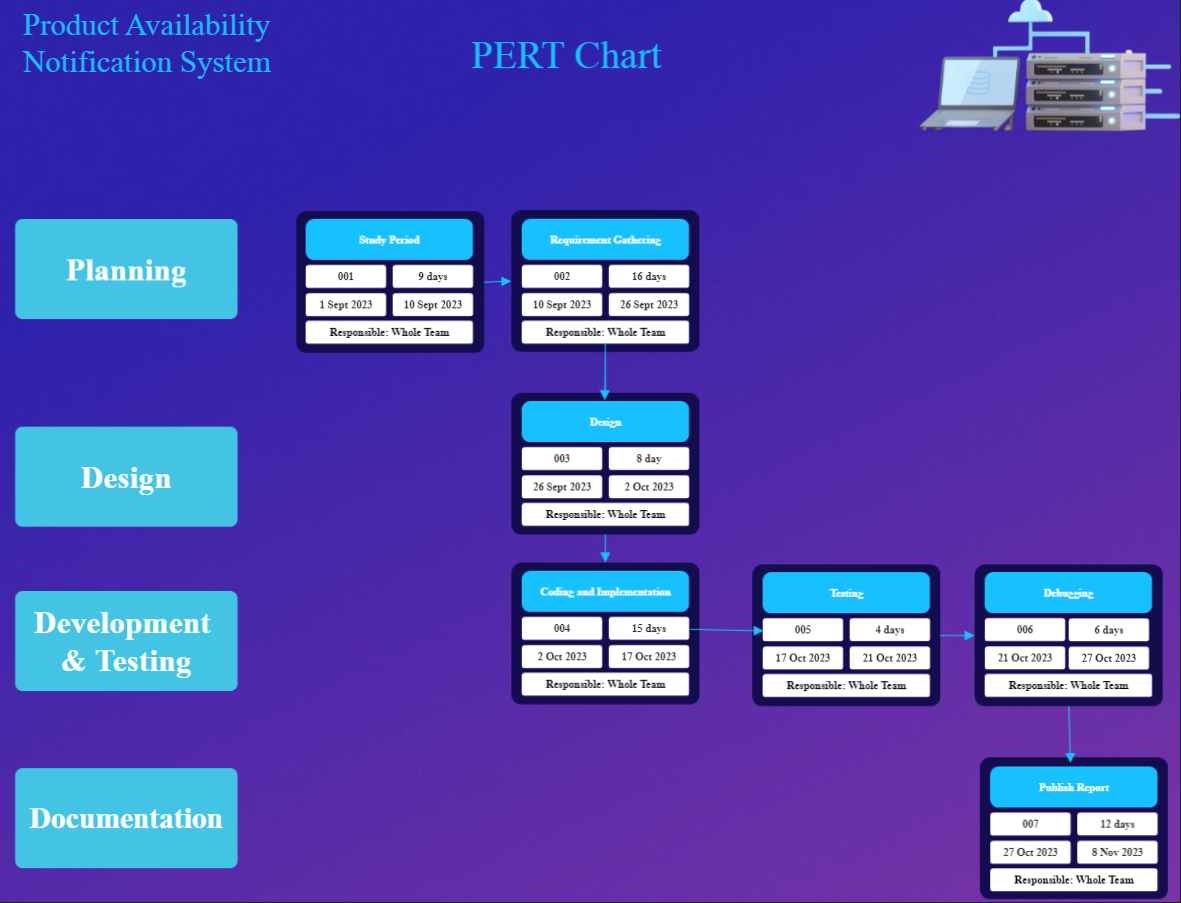 Product Availability
Notification System
PERT Chart
Planning
Study Period
001
9 days
1 Sept 2023
10 Sept 2023
Responsible: Whole Team
Requirement Gathering
002
16 days
10 Sept 2023
26 Sept 2023
Responsible: Whole Team
Design
Design
003
8 day
26 Sept 2023
2 Oct 2023
Responsible: Whole Team
Development
& Testing
Coding and Implementation
004
15 days
2 Oct 2023
17 Oct 2023
Responsible: Whole Team
Testing
005
4 days
17 Oct 2023
21 Oct 2023
Responsible: Whole Team
Debugging
006
6 days
21 Oct 2023
27 Oct 2023
Responsible: Whole Team
Documentation
Publish Report
007
12 days
27 Oct 2023
8 Nov 2023
Responsible: Whole Team